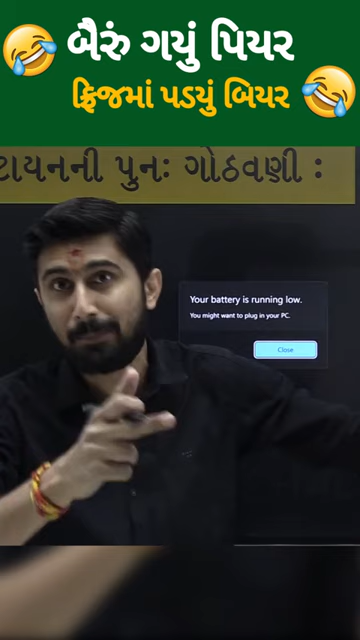 બૈરું ગયું પિયર
ફ્રિજમાં પડયું બિયર
ટાયનની પુનઃ ગોઠવણી :
Your battery is running low.
You might want to plug in your PC.
Close